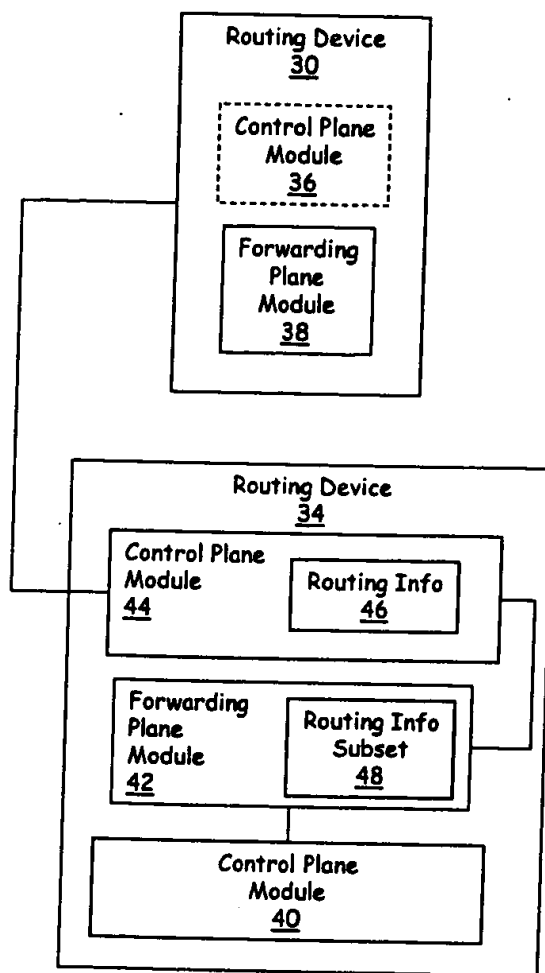 Routing Device
30
Control Plane
Module
36
Forwarding
Plane
Module
38
Routing Device
34
Control Plane
Module
44
Routing Info
46
Forwarding
Plane
Module
42
Routing Info
Subset
48
Control Plane
Module
40